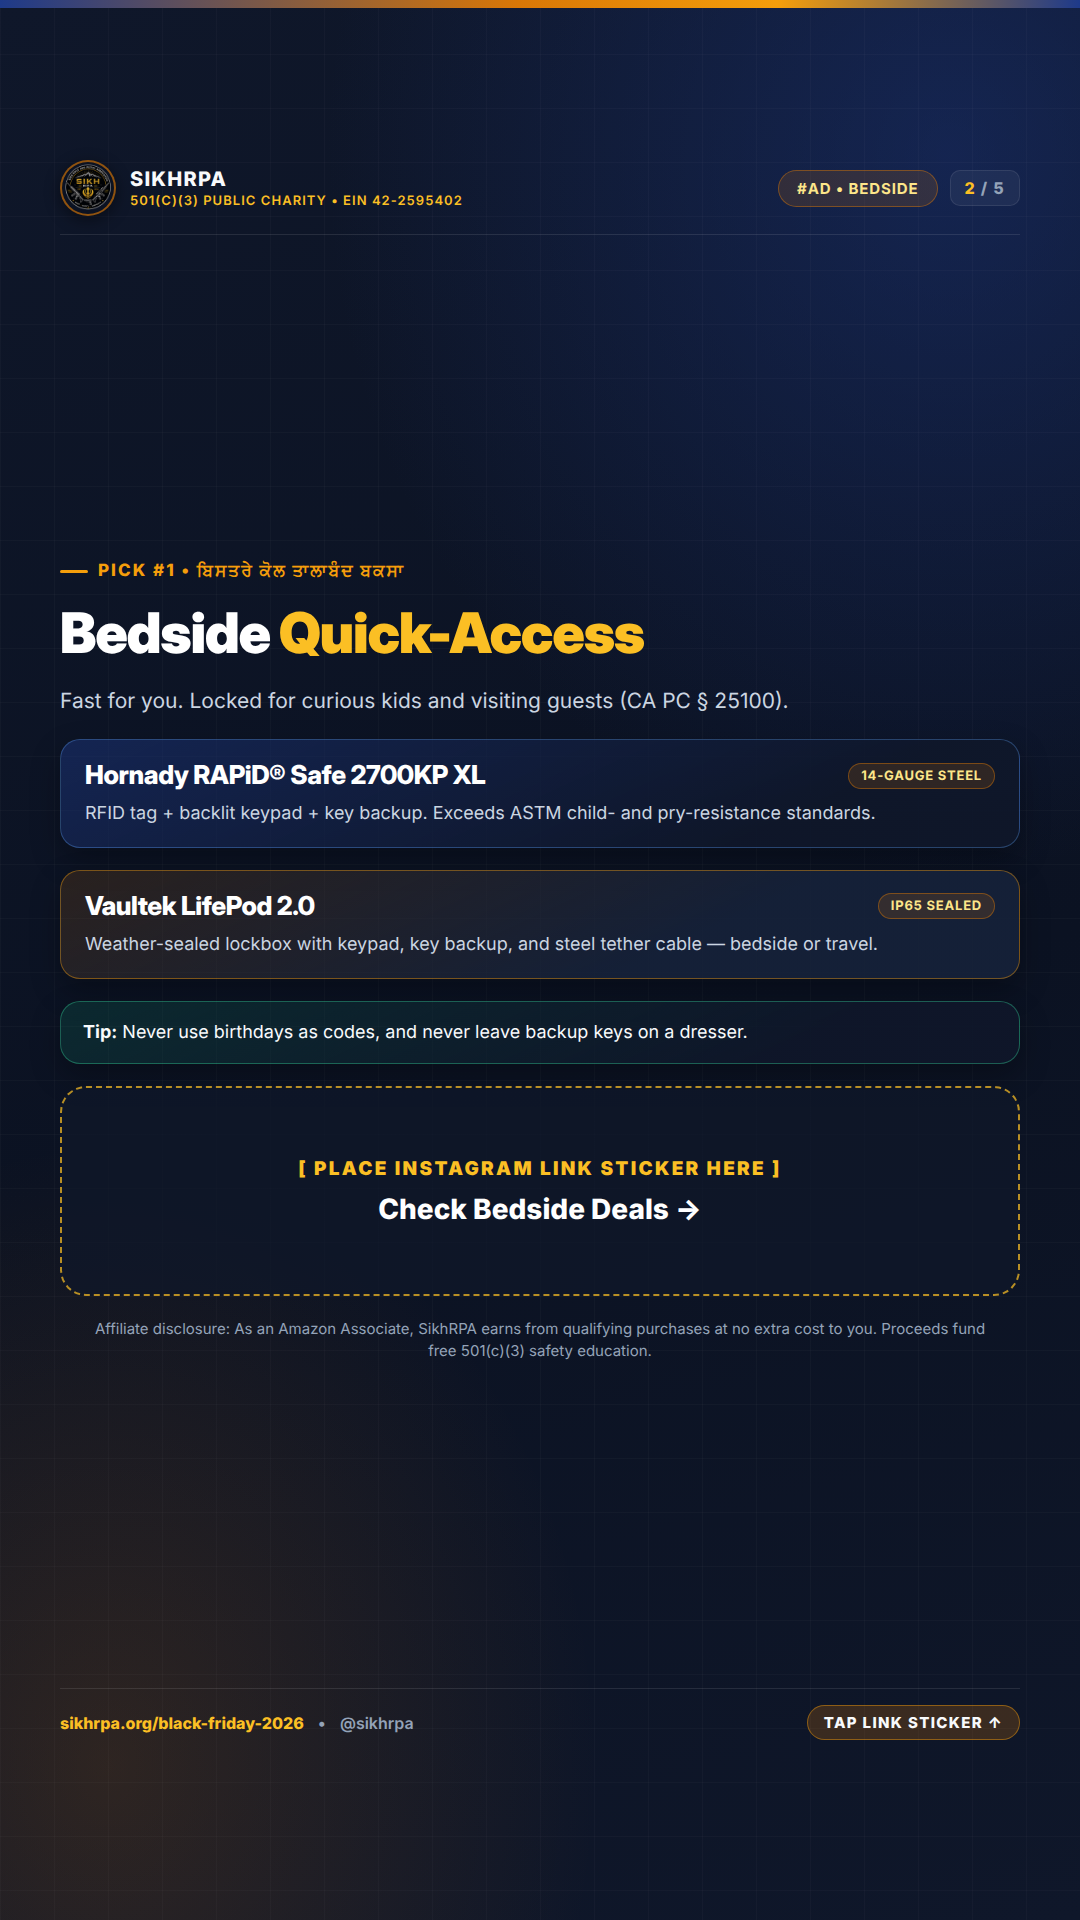 SIKHRPA
501(C)(3) PUBLIC CHARITY • EIN 42-2595402
#AD • BEDSIDE
2 / 5
PICK #1 • ਬਿਸਤਰੇ ਕੋਲ ਤਾਲਾਬੰਦ ਬਕਸਾ
Bedside Quick-Access
Fast for you. Locked for curious kids and visiting guests (CA PC § 25100).
Hornady RAPiD® Safe 2700KP XL
14-GAUGE STEEL
RFID tag + backlit keypad + key backup. Exceeds ASTM child- and pry-resistance standards.
Vaultek LifePod 2.0
IP65 SEALED
Weather-sealed lockbox with keypad, key backup, and steel tether cable — bedside or travel.
Tip: Never use birthdays as codes, and never leave backup keys on a dresser.
[ PLACE INSTAGRAM LINK STICKER HERE ]
Check Bedside Deals →
Affiliate disclosure: As an Amazon Associate, SikhRPA earns from qualifying purchases at no extra cost to you. Proceeds fund
free 501(c)(3) safety education.
sikhrpa.org/black-friday-2026 • @sikhrpa
TAP LINK STICKER ↑